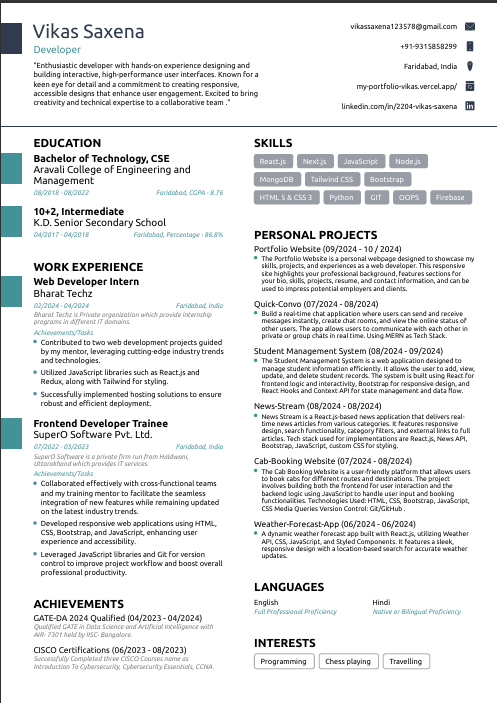 Vikas Saxena
Developer
"Enthusiastic developer with hands-on experience designing and
building interactive, high-performance user interfaces. Known for a
keen eye for detail and a commitment to creating responsive,
accessible designs that enhance user engagement. Excited to bring
creativity and technical expertise to a collaborative team ."
vikassaxena123578@gmail.com
+91-9315858299
Faridabad, India
my-portfolio-vikas.vercel.app/
linkedin.com/in/2204-vikas-saxena
EDUCATION
Bachelor of Technology, CSE
Aravali College of Engineering and
Management
08/2018 - 08/2022
Faridabad, CGPA - 8.76
10+2, Intermediate
K.D. Senior Secondary School
04/2017 - 04/2018
Faridabad, Percentage - 86.8%
WORK EXPERIENCE
Web Developer Intern
Bharat Techz
02/2024 - 04/2024
Faridabad, India
Bharat Techz is Private organization which provide internship
programs in different IT domains.
Achievements/Tasks
Contributed to two web development projects guided
by my mentor, leveraging cutting-edge industry trends
and technologies.
Utilized JavaScript libraries such as React.js and
Redux, along with Tailwind for styling.
Successfully implemented hosting solutions to ensure
robust and efficient deployment.
Frontend Developer Trainee
SuperO Software Pvt. Ltd.
07/2022 - 03/2023
Faridabad, India
SuperO Software is a private firm run from Haldwani,
Uttarakhand which provides IT services.
Achievements/Tasks
Collaborated effectively with cross-functional teams
and my training mentor to facilitate the seamless
integration of new features while remaining updated
on the latest industry trends.
Developed responsive web applications using HTML,
CSS, Bootstrap, and JavaScript, enhancing user
experience and accessibility.
Leveraged JavaScript libraries and Git for version
control to improve project workflow and boost overall
professional productivity.
ACHIEVEMENTS
GATE-DA 2024 Qualified (04/2023 - 04/2024)
Qualified GATE in Data Science and Artificial Intelligence with
AIR- 7301 held by IISC- Bangalore.
CISCO Certifications (06/2023 - 08/2023)
Successfully Completed three CISCO Courses name as
Introduction To Cybersecurity, Cybersecurity Essentials, CCNA.
SKILLS
React.js
Next.js
JavaScript
Node.js
MongoDB
Tailwind CSS
Bootstrap
HTML 5 & CSS 3
Python
GIT
OOPS
Firebase
PERSONAL PROJECTS
Portfolio Website (09/2024 - 10 / 2024)
The Portfolio Website is a personal webpage designed to showcase my
skills, projects, and experiences as a web developer. This responsive
site highlights your professional background, features sections for
your bio, skills, projects, resume, and contact information, and can be
used to impress potential employers and clients.
Quick-Convo (07/2024 - 08/2024)
Build a real-time chat application where users can send and receive
messages instantly, create chat rooms, and view the online status of
other users. The app allows users to communicate with each other in
private or group chats in real time. Using MERN as Tech Stack.
Student Management System (08/2024 - 09/2024)
The Student Management System is a web application designed to
manage student information efficiently. It allows the user to add, view,
update, and delete student records. The system is built using React for
frontend logic and interactivity, Bootstrap for responsive design, and
React Hooks and Context API for state management and data flow.
News-Stream (08/2024 - 08/2024)
News Stream is a React.js-based news application that delivers real-
time news articles from various categories. It features responsive
design, search functionality, category filters, and external links to full
articles. Tech stack used for implementations are React.js, News API,
Bootstrap, JavaScript, custom CSS for styling.
Cab-Booking Website (07/2024 - 08/2024)
The Cab Booking Website is a user-friendly platform that allows users
to book cabs for different routes and destinations. The project
involves building both the frontend for user interaction and the
backend logic using JavaScript to handle user input and booking
functionalities. Technologies Used: HTML, CSS, Bootstrap, JavaScript,
CSS Media Queries Version Control: Git/GitHub .
Weather-Forecast-App (06/2024 - 06/2024)
A dynamic weather forecast app built with React.js, utilizing Weather
API, CSS, JavaScript, and Styled Components. It features a sleek,
responsive design with a location-based search for accurate weather
updates.
LANGUAGES
English
Full Professional Proficiency
Hindi
Native or Bilingual Proficiency
INTERESTS
Programming
Chess playing
Travelling